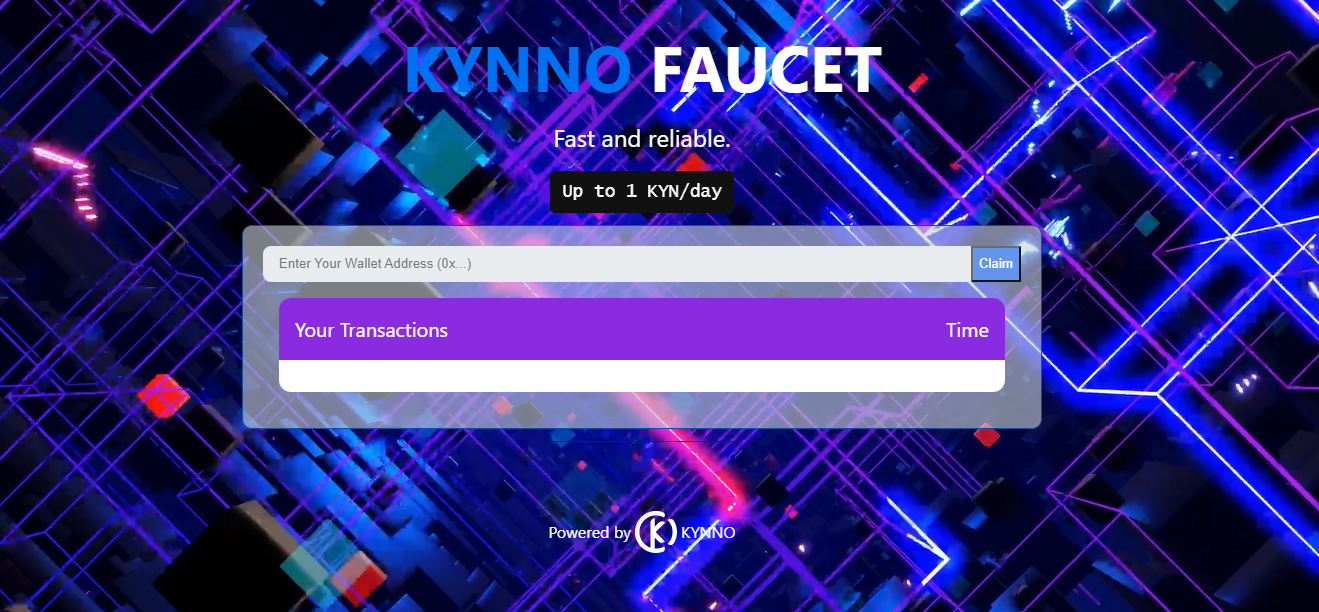 KYNNO FAUCET
Fast and reliable.
Up to 1 KYN/day
Enter Your Wallet Address (0x...) Claim
Your Transactions Time
Powered by KYNNO